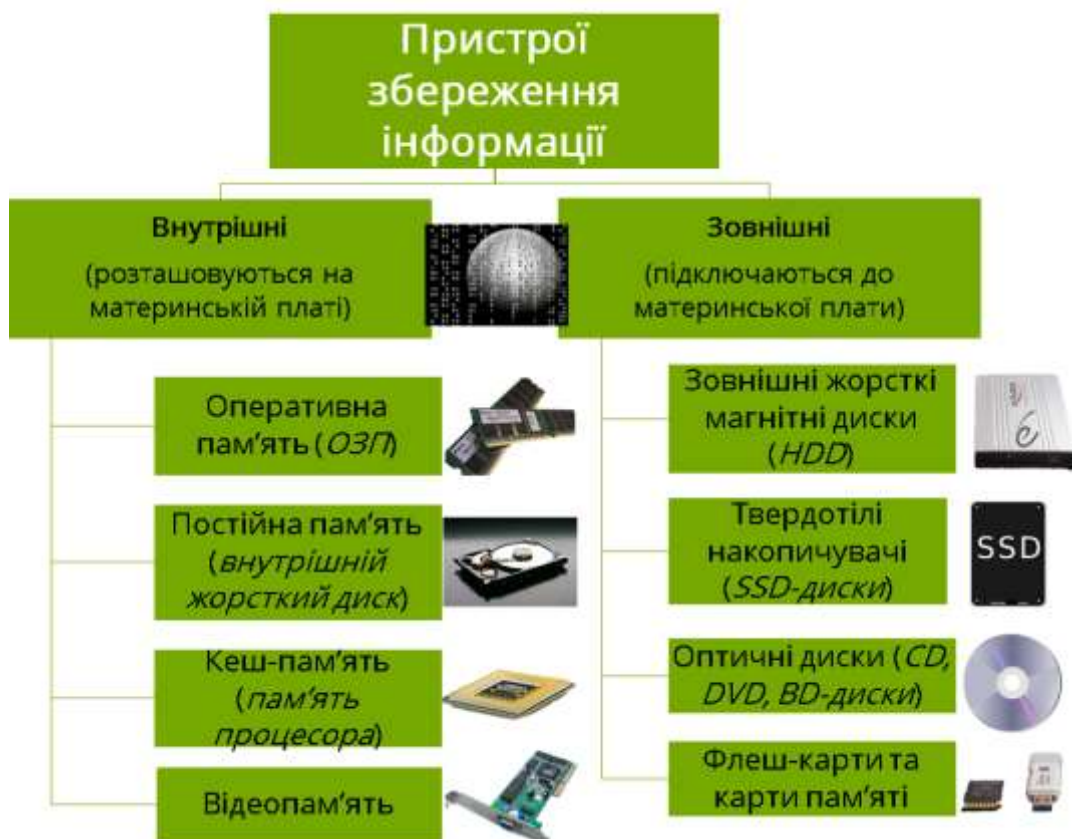 Пристрої
збереження
інформації
Внутрішні
(розташовуються на
материнській платі)
Зовнішні
(підключаються до
материнської плати)
Оперативна
пам’ять (ОЗП)
Постійна пам’ять
(внутрішній
жорсткий диск)
Кеш-пам’ять
(пам’ять
процесора)
Відеопам’ять
Зовнішні жорсткі
магнітні диски
(HDD)
Твердотілі
накопичувачі
(SSD-диски)
SSD
Оптичні диски (CD,
DVD, BD-диски)
Флеш-карти та
карти пам’яті